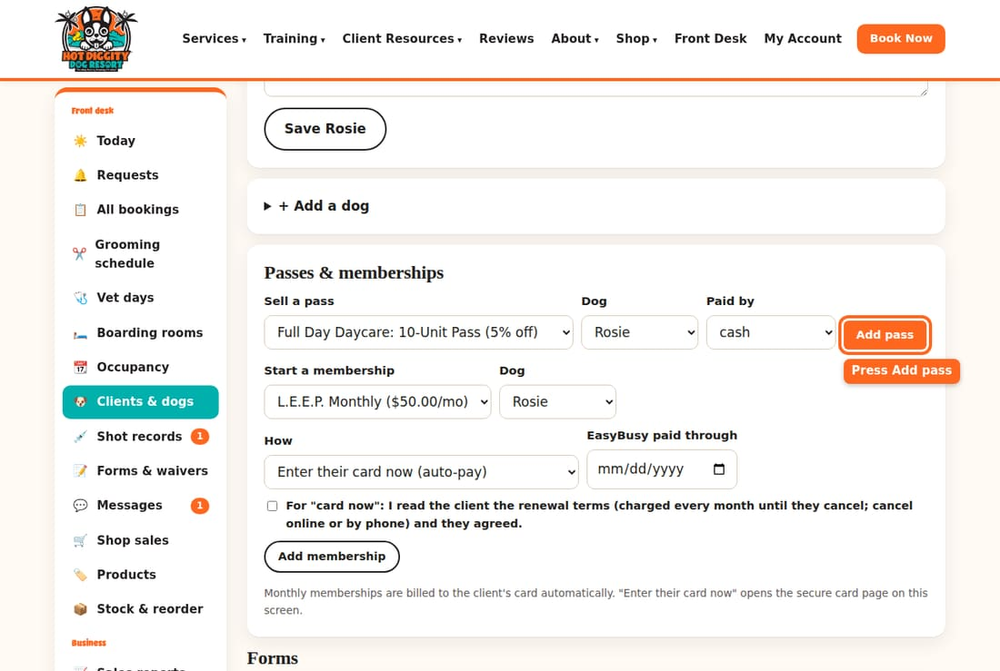 HOT DIGGITY
DOG RESORT
Services ▾ Training ▾ Client Resources ▾ Reviews About ▾ Shop ▾ Front Desk My Account Book Now
Front desk
Today
Requests
All bookings
Grooming
schedule
Vet days
Boarding rooms
Occupancy
Clients & dogs
Shot records 1
Forms & waivers
Messages 1
Shop sales
Products
Stock & reorder
Business
Save Rosie
+ Add a dog
Passes & memberships
Sell a pass Dog Paid by
Full Day Daycare: 10-Unit Pass (5% off) Rosie cash Add pass
Press Add pass
Start a membership Dog
L.E.E.P. Monthly ($50.00/mo) Rosie
How EasyBusy paid through
Enter their card now (auto-pay) mm/dd/yyyy
For "card now": I read the client the renewal terms (charged every month until they cancel; cancel
online or by phone) and they agreed.
Add membership
Monthly memberships are billed to the client's card automatically. "Enter their card now" opens the secure card page on this
screen.
Forms